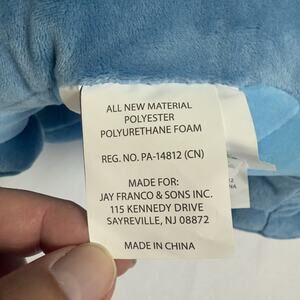 ALL NEW MATERIAL
POLYESTER
POLYURETHANE FOAM
REG. NO. PA-14812 (CN)
MADE FOR:
JAY FRANCO & SONS INC.
115 KENNEDY DRIVE
SAYREVILLE, NJ 08872
MADE IN CHINA